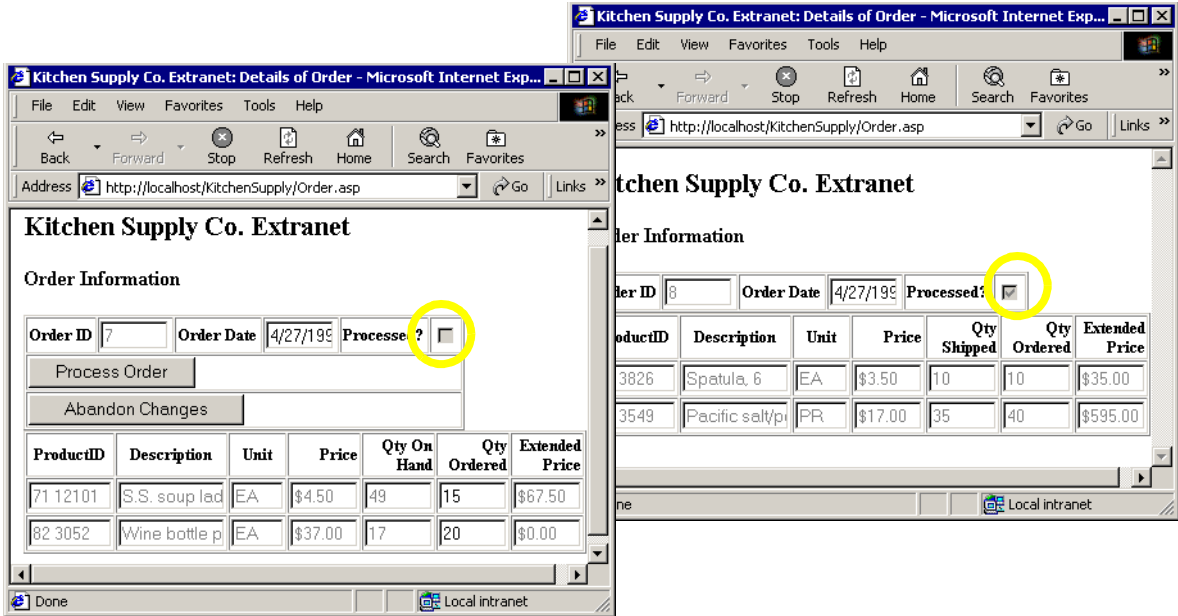 Kitchen Supply Co. Extranet: Details of Order - Microsoft Internet Exp...
File Edit View Favorites Tools Help
ack Forward Stop Refresh Home Search Favorites »
ess http://localhost/KitchenSupply/Order.asp Go Links »
tchen Supply Co. Extranet
der Information
der ID 8 Order Date 4/27/199 Processed?
oductID Description Unit Price Qty Shipped Qty Ordered Extended Price
3826 Spatula, 6 EA $3.50 10 10 $35.00
3549 Pacific salt/p EA $17.00 35 40 $595.00
ne Local intranet
Kitchen Supply Co. Extranet: Details of Order - Microsoft Internet Exp...
File Edit View Favorites Tools Help
Back Forward Stop Refresh Home Search Favorites »
Address http://localhost/KitchenSupply/Order.asp Go Links »
Kitchen Supply Co. Extranet
Order Information
Order ID 7 Order Date 4/27/199 Processed?
Process Order
Abandon Changes
ProductID Description Unit Price Qty On Hand Qty Ordered Extended Price
71 12101 S.S. soup lad EA $4.50 49 15 $67.50
82 3052 Wine bottle p EA $37.00 17 20 $0.00
Done Local intranet